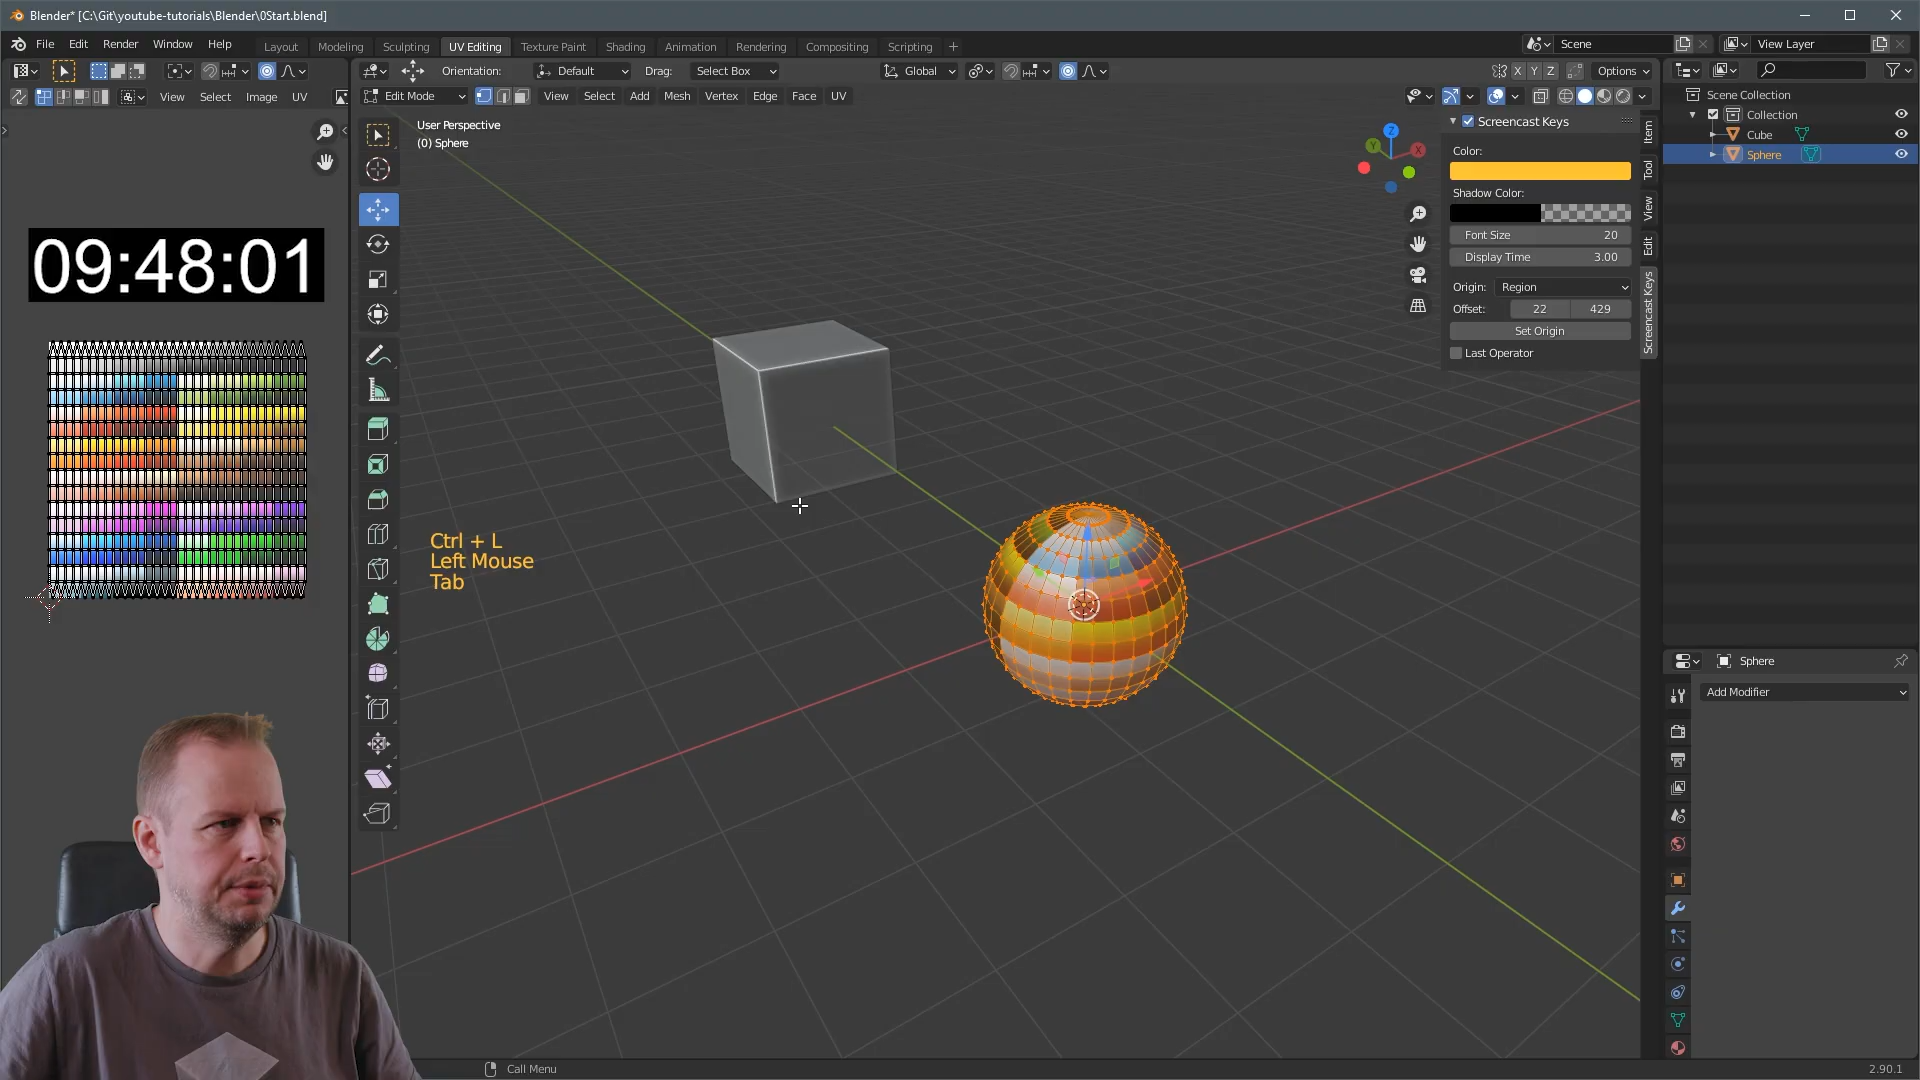 Blender* [C:\Git\youtube-tutorials\Blender\0Start.blend]
File Edit Render Window Help
Layout Modeling Sculpting UV Editing Texture Paint Shading Animation Rendering Compositing Scripting +
Scene
View Layer
Orientation: Default Drag: Select Box
Global
X Y Z Options
View Select Image UV
Edit Mode
View Select Add Mesh Vertex Edge Face UV
User Perspective
(0) Sphere
Z
Y
X
Screencast Keys
Color:
Shadow Color:
Font Size 20
Display Time 3.00
Origin: Region
Offset: 22 429
Set Origin
Last Operator
Item
Tool
View
Edit
Screencast Keys
Scene Collection
Collection
Cube
Sphere
09:48:01
Ctrl + L
Left Mouse
Tab
Sphere
Add Modifier
Call Menu
2.90.1